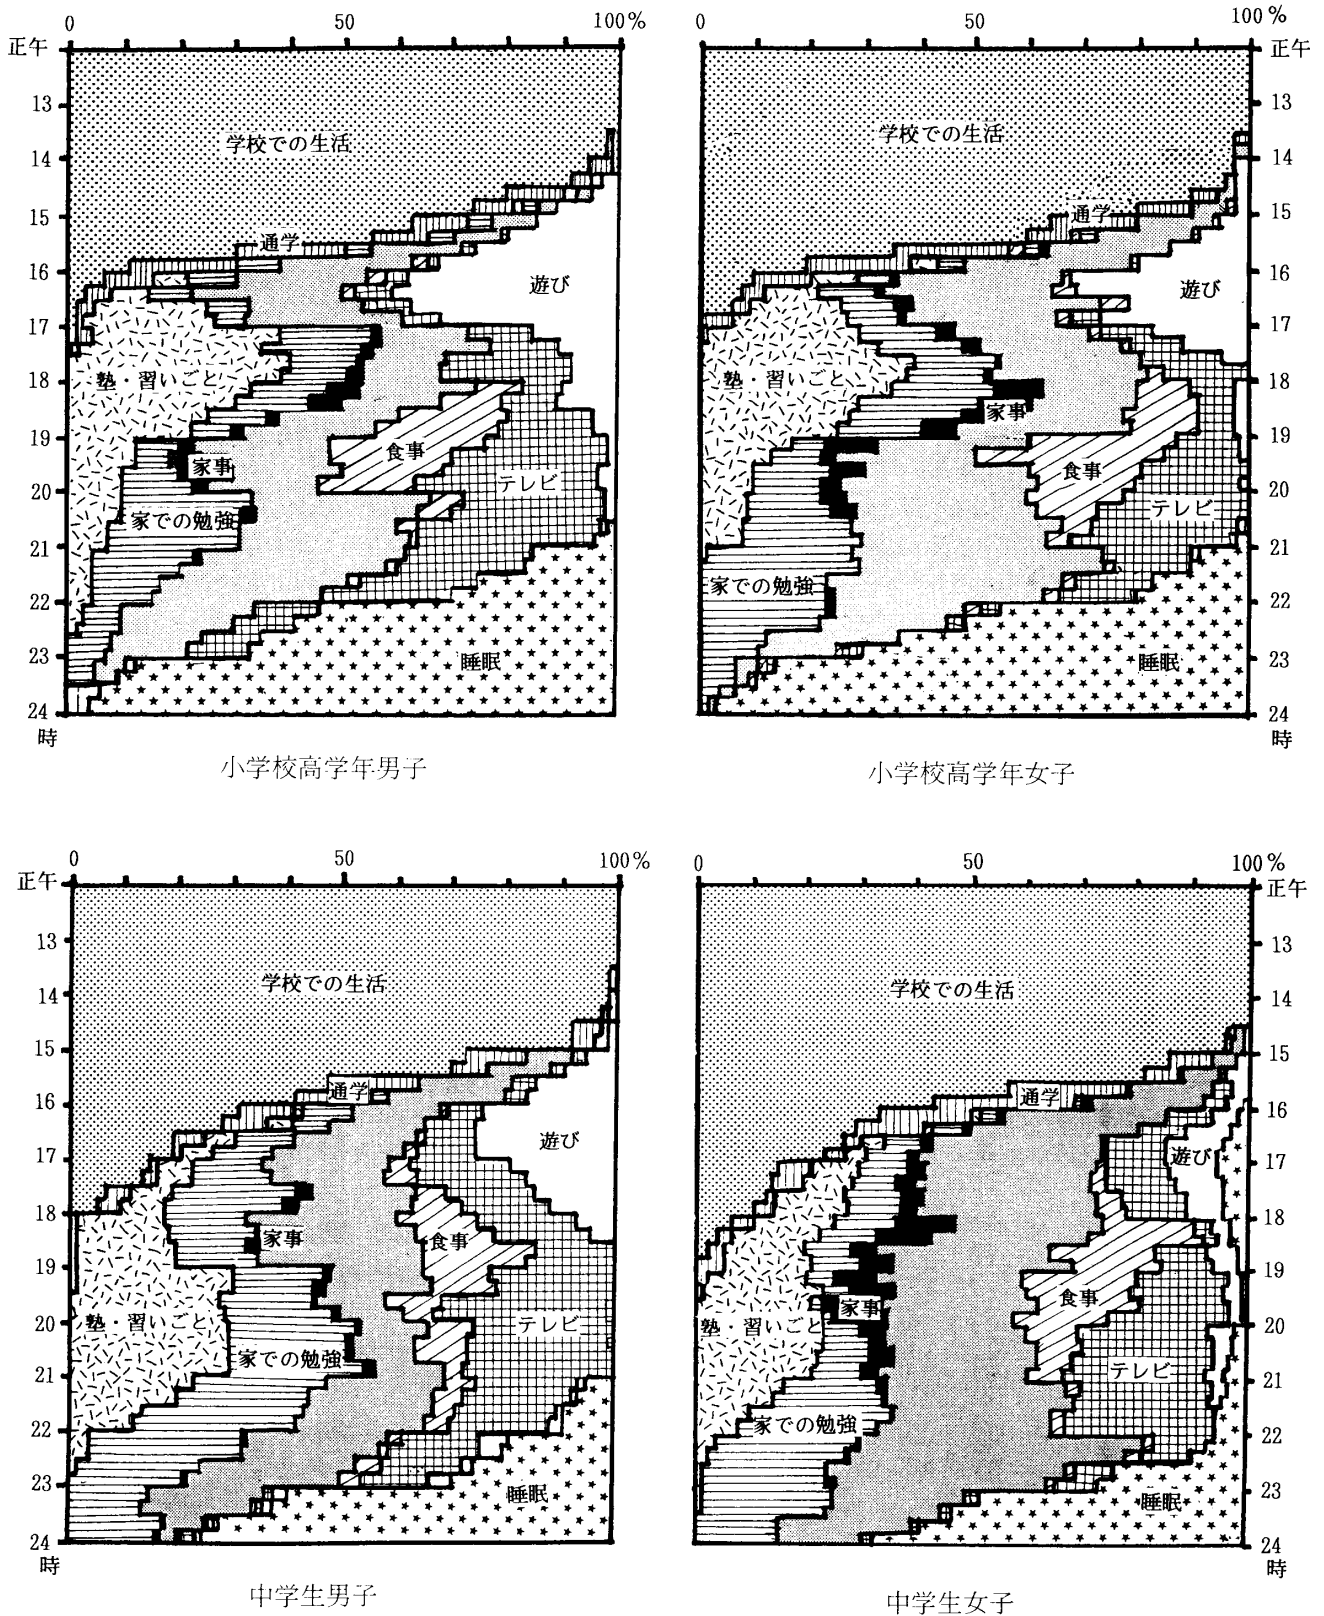 0 50 100%
正午
13
14
15
16
17
18
19
20
21
22
23
24
時
学校での生活
通学
遊び
塾・習いごと
家事
食事
テレビ
家での勉強
睡眠
小学校高学年男子
0 50 100%
正午
13
14
15
16
17
18
19
20
21
22
23
24
時
学校での生活
通学
遊び
塾・習いごと
家事
食事
テレビ
家での勉強
睡眠
小学校高学年女子
0 50 100%
正午
13
14
15
16
17
18
19
20
21
22
23
24
時
学校での生活
通学
遊び
家事
食事
塾・習いごと
テレビ
家での勉強
睡眠
中学生男子
0 50 100%
正午
13
14
15
16
17
18
19
20
21
22
23
24
時
学校での生活
通学
遊び
食事
家事
塾・習いごと
テレビ
家での勉強
睡眠
中学生女子